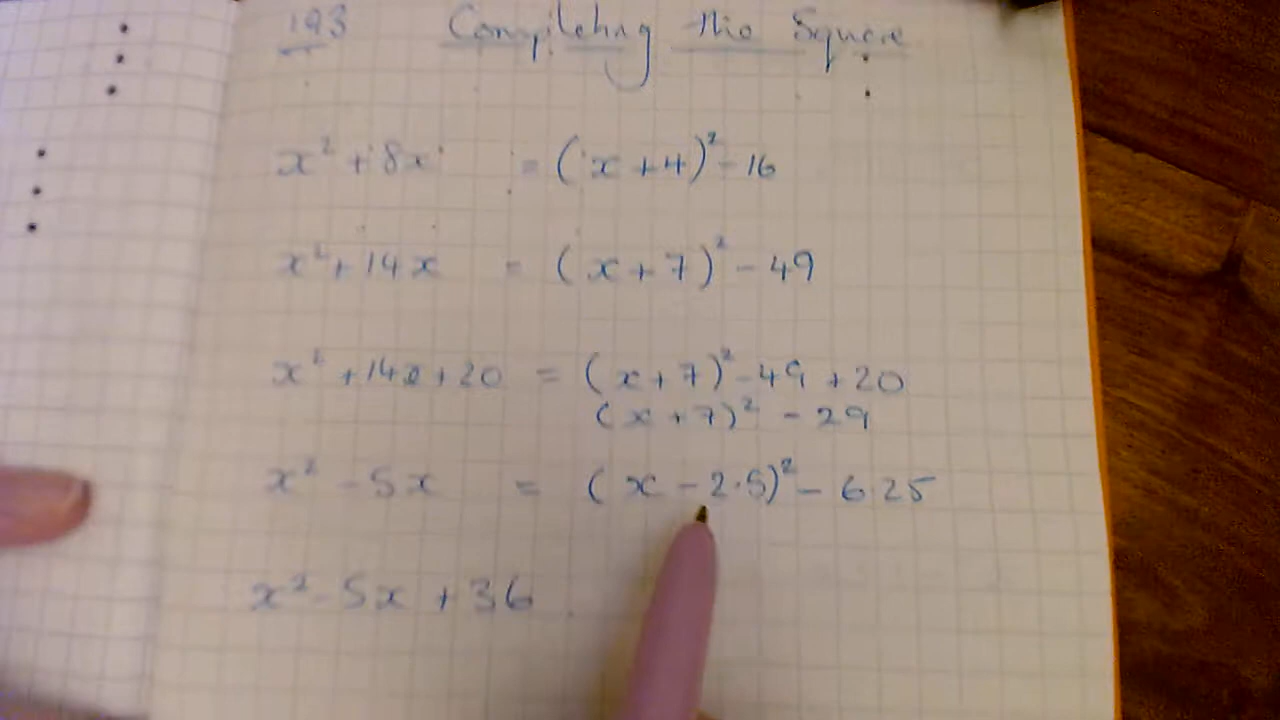 193 Completing the Square
x² + 8x = (x + 4)² - 16
x² + 14x = (x + 7)² - 49
x² + 14x + 20 = (x + 7)² - 49 + 20
(x + 7)² - 29
x² - 5x = (x - 2.5)² - 6.25
x² - 5x + 36